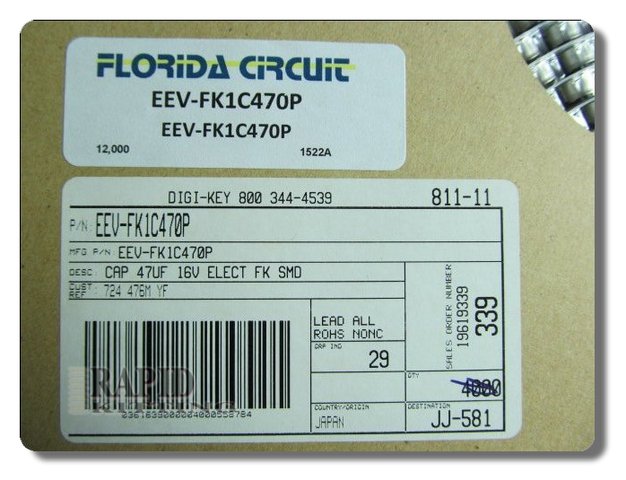 FLORIDA CIRCUIT
EEV-FK1C470P
EEV-FK1C470P
12,000 1522A
DIGI-KEY 800 344-4539 811-11
P/N: EEV-FK1C470P
MFG P/N EEV-FK1C470P
DESC: CAP 47UF 16V ELECT FK SMD
CUST REF 724 476M YF
SALES ORDER NUMBER
19619339
339
LEAD ALL
ROHS NONC
29
QTY
4000
COUNTRY/ORIGIN
JAPAN
DESTINATION
JJ-581
RAPID